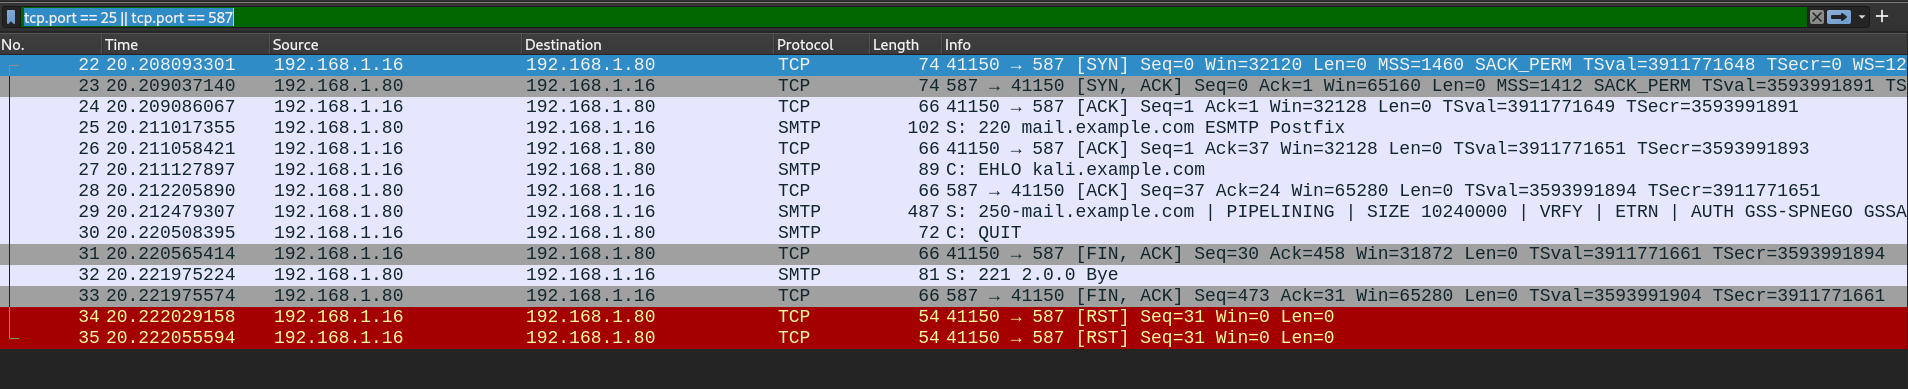 tcp.port == 25 || tcp.port == 587
No. Time Source Destination Protocol Length Info
22 20.208093301 192.168.1.16 192.168.1.80 TCP 74 41150 → 587 [SYN] Seq=0 Win=32120 Len=0 MSS=1460 SACK_PERM TSval=3911771648 TSecr=0 WS=12
23 20.209037140 192.168.1.80 192.168.1.16 TCP 74 587 → 41150 [SYN, ACK] Seq=0 Ack=1 Win=65160 Len=0 MSS=1412 SACK_PERM TSval=3593991891 TS
24 20.209086067 192.168.1.16 192.168.1.80 TCP 66 41150 → 587 [ACK] Seq=1 Ack=1 Win=32128 Len=0 TSval=3911771649 TSecr=3593991891
25 20.211017355 192.168.1.80 192.168.1.16 SMTP 102 S: 220 mail.example.com ESMTP Postfix
26 20.211058421 192.168.1.16 192.168.1.80 TCP 66 41150 → 587 [ACK] Seq=1 Ack=37 Win=32128 Len=0 TSval=3911771651 TSecr=3593991893
27 20.211127897 192.168.1.16 192.168.1.80 SMTP 89 C: EHLO kali.example.com
28 20.212205890 192.168.1.80 192.168.1.16 TCP 66 587 → 41150 [ACK] Seq=37 Ack=24 Win=65280 Len=0 TSval=3593991894 TSecr=3911771651
29 20.212479307 192.168.1.80 192.168.1.16 SMTP 487 S: 250-mail.example.com | PIPELINING | SIZE 10240000 | VRFY | ETRN | AUTH GSS-SPNEGO GSSA
30 20.220508395 192.168.1.16 192.168.1.80 SMTP 72 C: QUIT
31 20.220565414 192.168.1.16 192.168.1.80 TCP 66 41150 → 587 [FIN, ACK] Seq=30 Ack=458 Win=31872 Len=0 TSval=3911771661 TSecr=3593991894
32 20.221975224 192.168.1.80 192.168.1.16 SMTP 81 S: 221 2.0.0 Bye
33 20.221975574 192.168.1.80 192.168.1.16 TCP 66 587 → 41150 [FIN, ACK] Seq=473 Ack=31 Win=65280 Len=0 TSval=3593991904 TSecr=3911771661
34 20.222029158 192.168.1.16 192.168.1.80 TCP 54 41150 → 587 [RST] Seq=31 Win=0 Len=0
35 20.222055594 192.168.1.16 192.168.1.80 TCP 54 41150 → 587 [RST] Seq=31 Win=0 Len=0